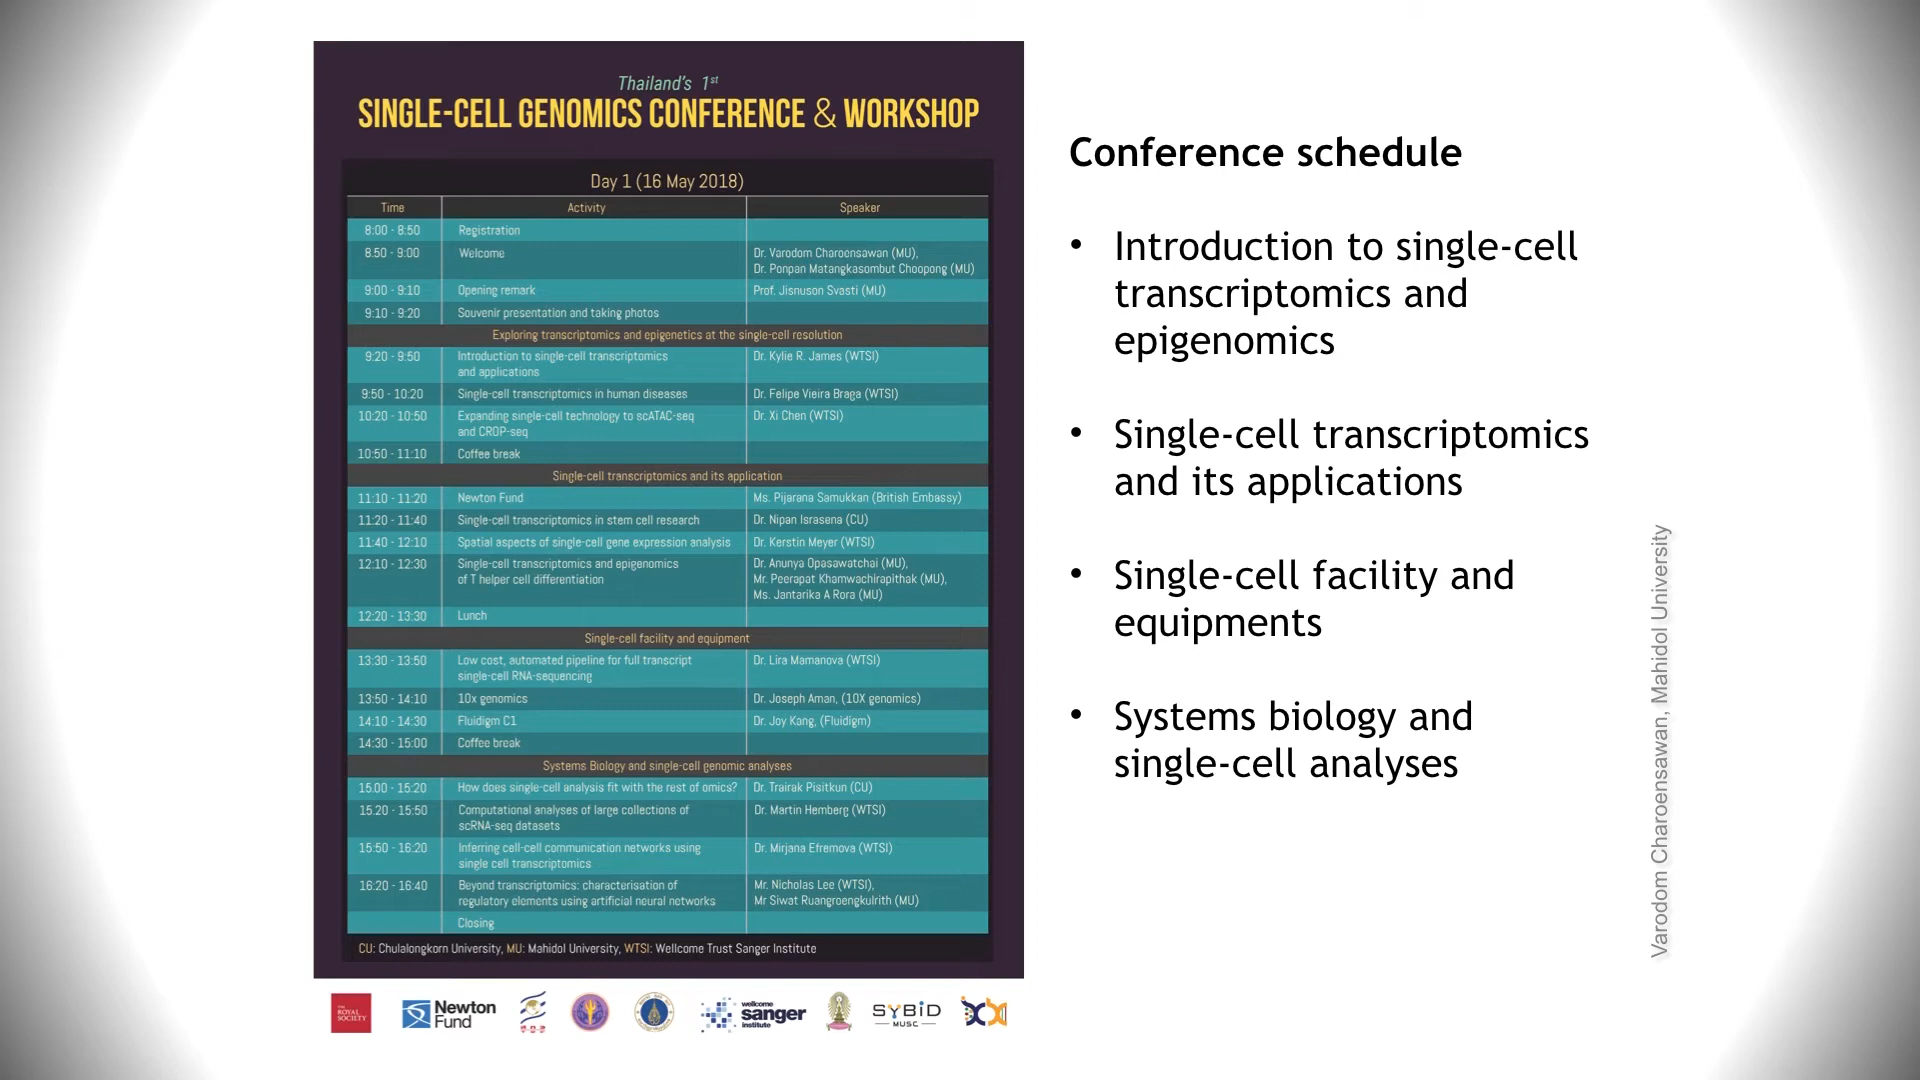 Thailand's 1st
SINGLE-CELL GENOMICS CONFERENCE & WORKSHOP
Day 1 (16 May 2018)
Time Activity Speaker
8:00 - 8:50 Registration
8.50 - 9:00 Welcome Dr. Varodom Charoensawan (MU),
Dr. Ponpan Matangkasombut Choopong (MU)
9:00 - 9:10 Opening remark Prof. Jisnuson Svasti (MU)
9:10 - 9:20 Souvenir presentation and taking photos
Exploring transcriptomics and epigenetics at the single-cell resolution
9:20 - 9:50 Introduction to single-cell transcriptomics Dr. Kylie R. James (WTSI)
and applications
9:50 - 10:20 Single-cell transcriptomics in human diseases Dr. Felipe Vieira Braga (WTSI)
10:20 - 10:50 Expanding single-cell technology to scATAC-seq Dr. Xi Chen (WTSI)
and CROP-seq
10:50 - 11:10 Coffee break
Single-cell transcriptomics and its application
11:10 - 11:20 Newton Fund Ms. Pijarana Samukkan (British Embassy)
11:20 - 11:40 Single-cell transcriptomics in stem cell research Dr. Nipan Israsena (CU)
11:40 - 12:10 Spatial aspects of single-cell gene expression analysis Dr. Kerstin Meyer (WTSI)
12:10 - 12:30 Single-cell transcriptomics and epigenomics Dr. Anunya Opasawatchai (MU),
of T helper cell differentiation Mr. Peerapat Khamwachirapithak (MU),
Ms. Jantarika A Rora (MU)
12:20 - 13:30 Lunch
Single-cell facility and equipment
13:30 - 13:50 Low cost, automated pipeline for full transcript Dr. Lira Mamanova (WTSI)
single-cell RNA-sequencing
13:50 - 14:10 10x genomics Dr. Joseph Aman, (10X genomics)
14:10 - 14:30 Fluidigm C1 Dr. Joy Kang, (Fluidigm)
14:30 - 15:00 Coffee break
Systems Biology and single-cell genomic analyses
15.00 - 15:20 How does single-cell analysis fit with the rest of omics? Dr. Trairak Pisitkun (CU)
15.20 - 15:50 Computational analyses of large collections of Dr. Martin Hemberg (WTSI)
scRNA-seq datasets
15:50 - 16:20 Inferring cell-cell communication networks using Dr. Mirjana Efremova (WTSI)
single cell transcriptomics
16:20 - 16:40 Beyond transcriptomics: characterisation of Mr. Nicholas Lee (WTSI),
regulatory elements using artificial neural networks Mr Siwat Ruangroengkulrith (MU)
Closing
CU: Chulalongkorn University, MU: Mahidol University, WTSI: Wellcome Trust Sanger Institute
THE ROYAL SOCIETY
Newton Fund
wellcome sanger institute
SYBiD
MUSC
Conference schedule
• Introduction to single-cell
transcriptomics and
epigenomics
• Single-cell transcriptomics
and its applications
• Single-cell facility and
equipments
• Systems biology and
single-cell analyses
Varodom Charoensawan, Mahidol University